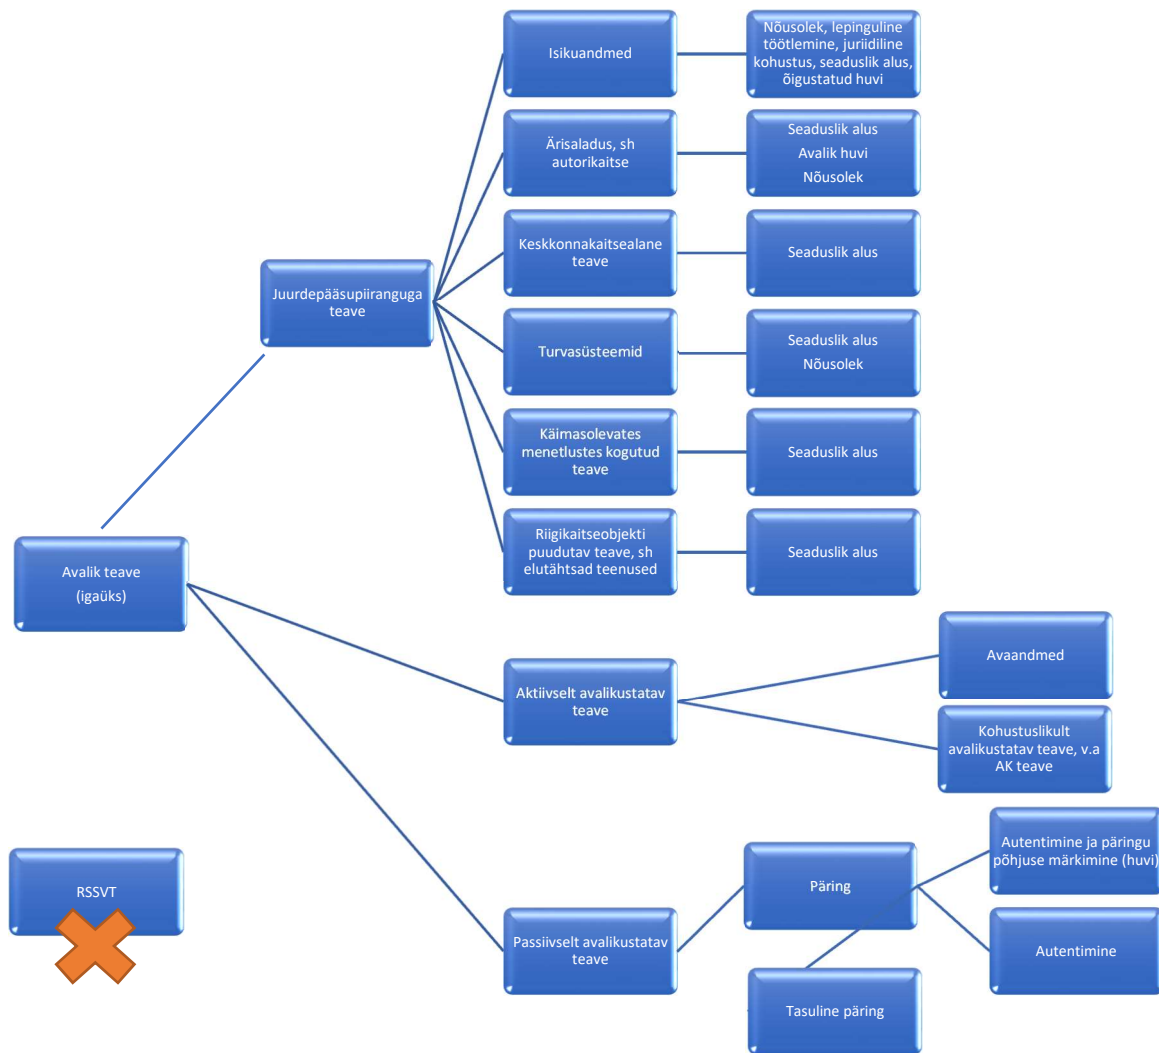 Isikuandmed
Nõusolek, lepinguline
töötlemine, juriidiline
kohustus, seaduslik alus,
õigustatud huvi
Ärisaladus, sh
autorikaitse
Seaduslik alus
Avalik huvi
Nõusolek
Keskkonnakaitsealane
teave
Seaduslik alus
Juurdepääsupiiranguga
teave
Turvasüsteemid
Seaduslik alus
Nõusolek
Käimasolevates
menetlustes kogutud
teave
Seaduslik alus
Riigikaitseobjekti
puudutav teave, sh
elutähtsad teenused
Seaduslik alus
Avalik teave
(igaüks)
Aktiivselt avalikustatav
teave
Avaandmed
Kohustuslikult
avalikustatav teave, v.a
AK teave
RSSVT
Passiivselt avalikustatav
teave
Päring
Autentimine ja päringu
põhjuse märkimine (huvi)
Autentimine
Tasuline päring